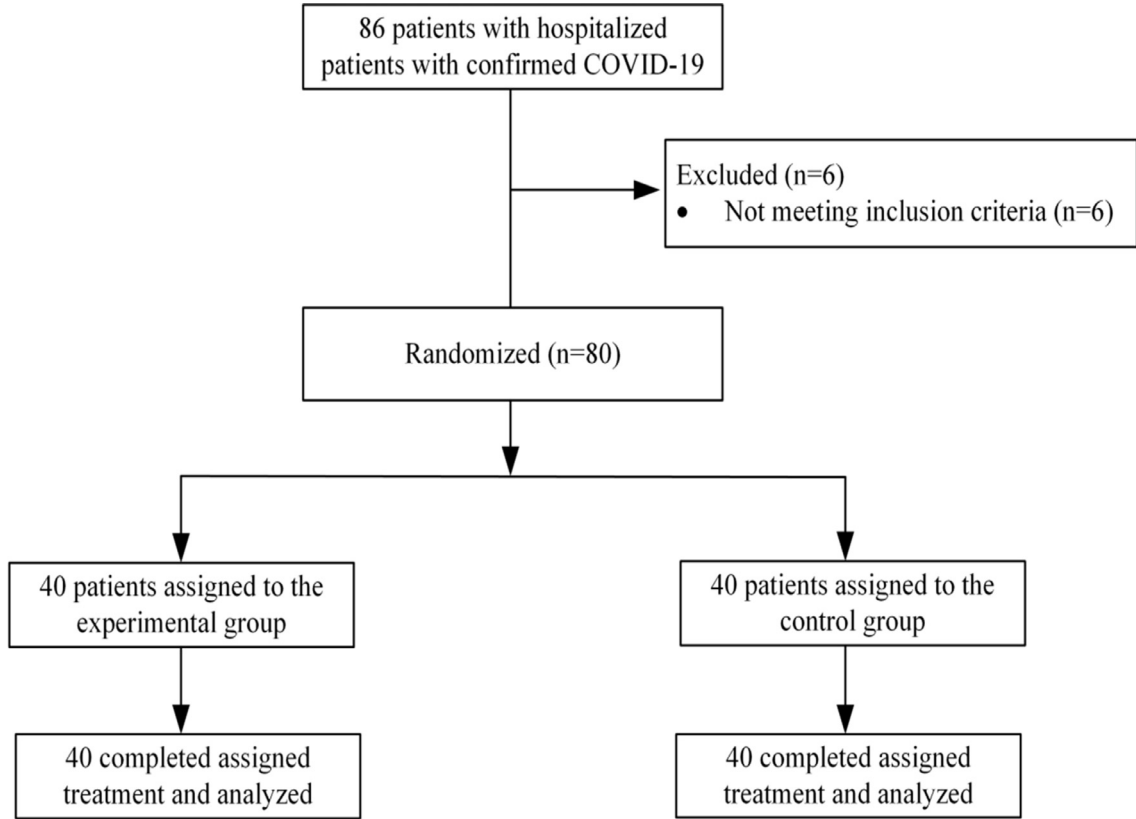 86 patients with hospitalized
patients with confirmed COVID-19
Excluded (n=6)
• Not meeting inclusion criteria (n=6)
Randomized (n=80)
40 patients assigned to the
experimental group
40 patients assigned to the
control group
40 completed assigned
treatment and analyzed
40 completed assigned
treatment and analyzed